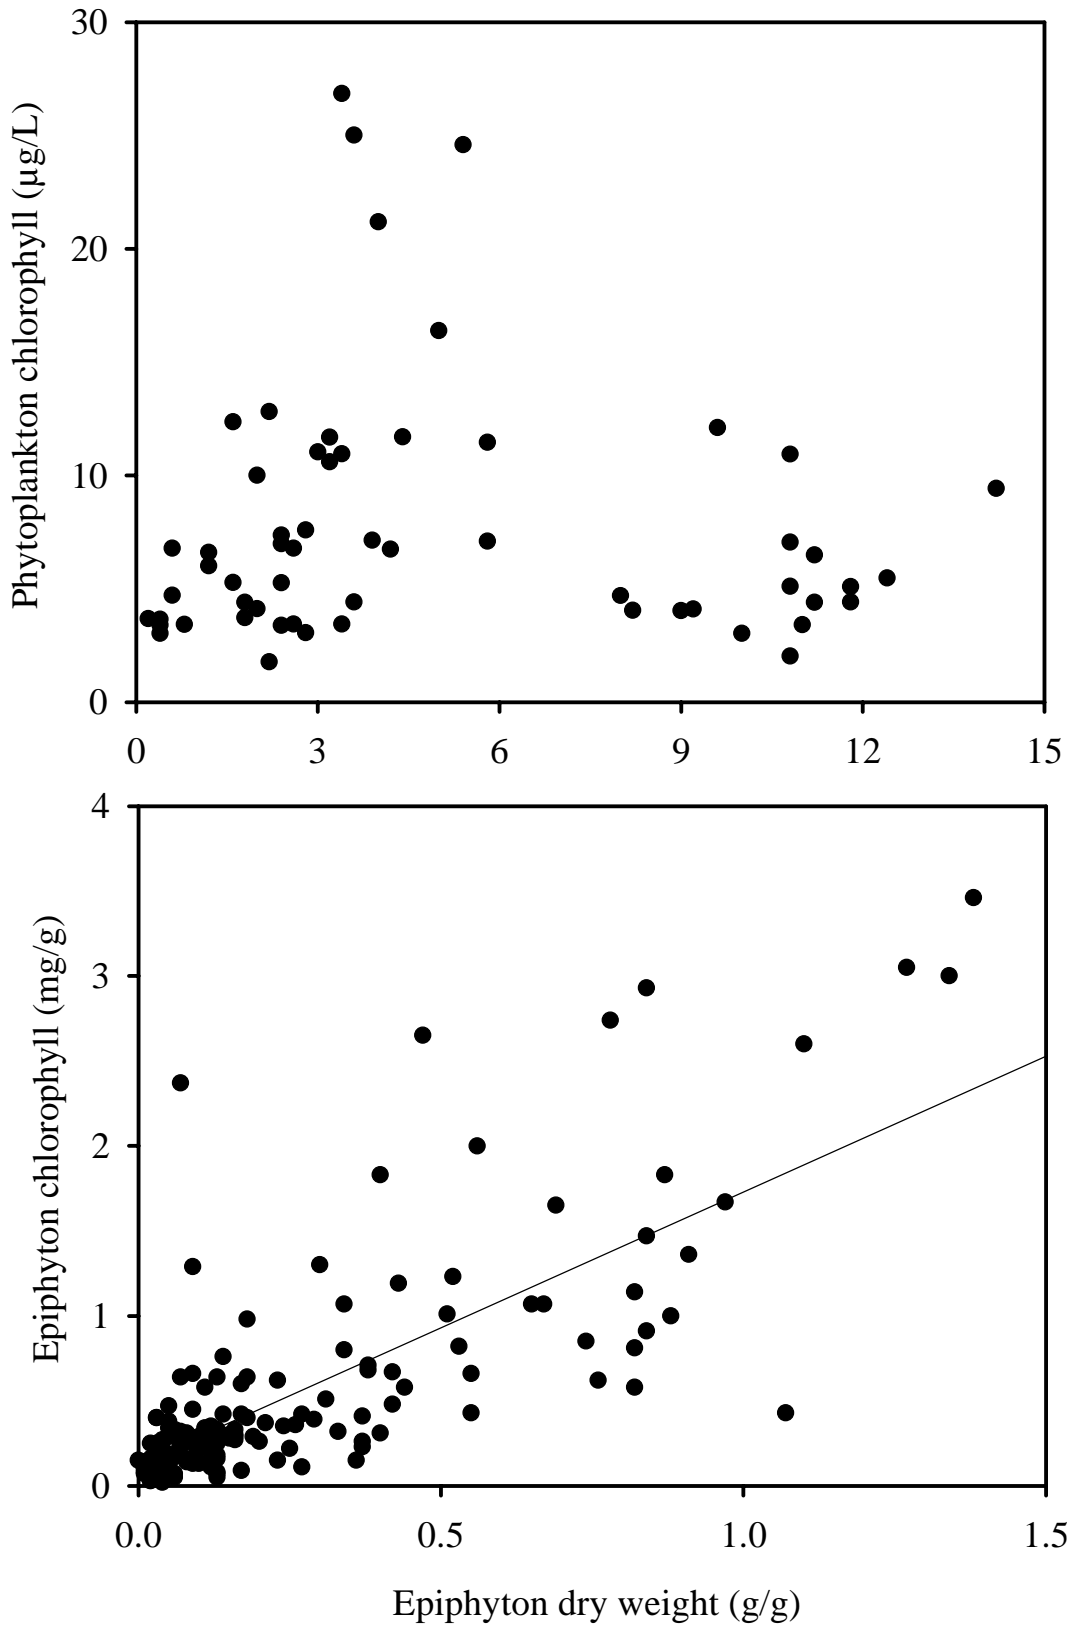 30
20
10
0
Phytoplankton chlorophyll (µg/L)
0 3 6 9 12 15
4
3
2
1
0
Epiphyton chlorophyll (mg/g)
0.0 0.5 1.0 1.5
Epiphyton dry weight (g/g)